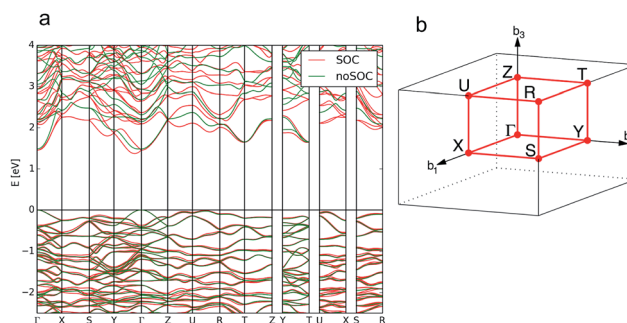 a
SOC
noSOC
E [eV]
4
3
2
1
0
−1
−2
Γ X S Y Γ Z U R T Z Y T U X S R
b
b₃
Z
T
U
R
Γ
Y
X
S
b₁
b